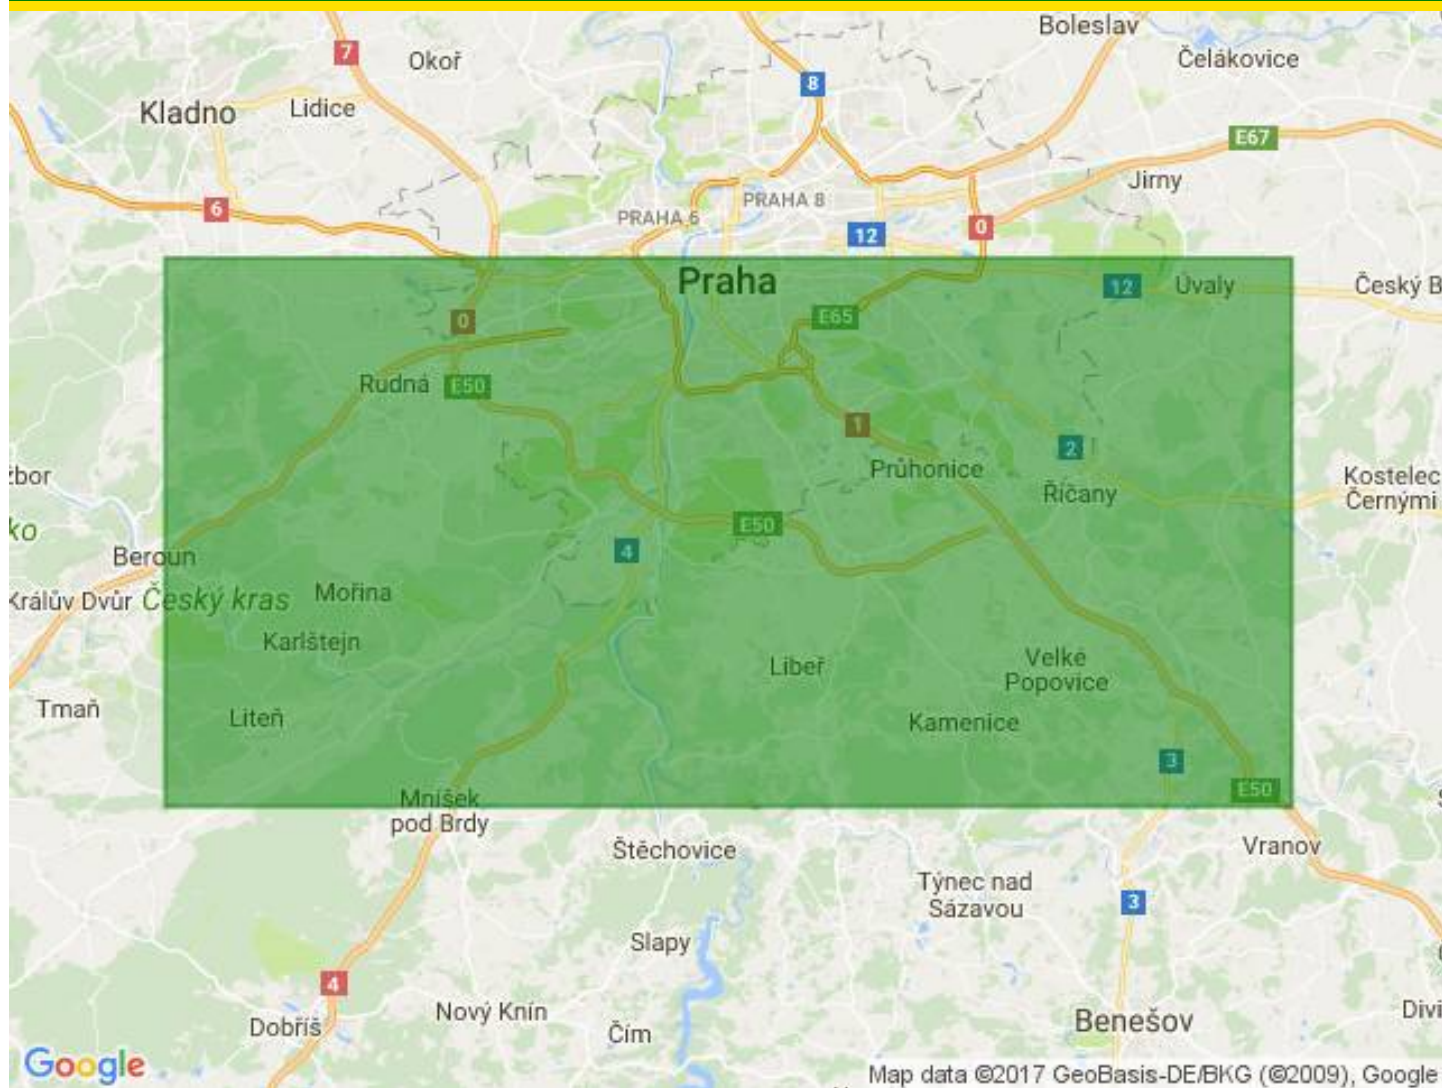 Boleslav
7
Okoř
Čelákovice
8
Kladno
Lidice
E67
Jirny
PRAHA 8
6
PRAHA 6
12
0
Praha
12
Úvaly
Český B
0
E65
Rudná
E50
1
2
Průhonice
Říčany
Kostelec
Černými
žbor
ko
E50
4
Beroun
Mořina
Králův Dvůr
Český kras
Karlštejn
Libeř
Velké
Popovice
Tmaň
Liteň
Kamenice
3
E50
Mníšek
pod Brdy
Štěchovice
Vranov
Týnec nad
Sázavou
3
Slapy
4
Nový Knín
Dobříš
Čím
Benešov
Divi
Google
Map data ©2017 GeoBasis-DE/BKG (©2009), Google